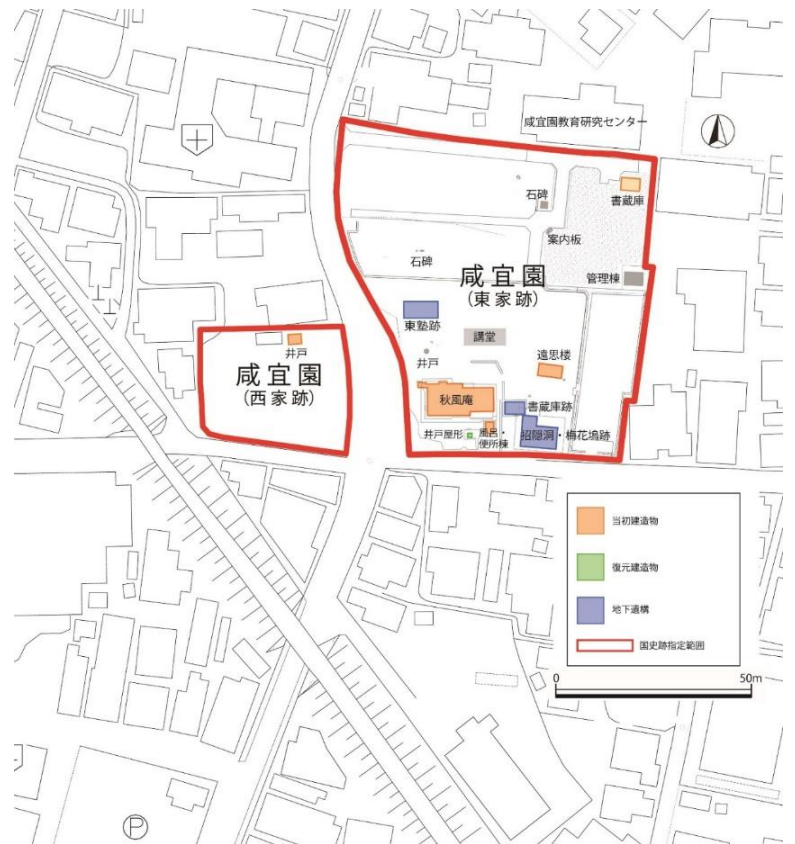 咸宜園教育研究センター
石碑
書蔵庫
案内板
石碑
咸宜園
(東家跡)
管理棟
東塾跡
講堂
井戸
井戸
遠思楼
咸宜園
(西家跡)
秋風庵
書蔵庫跡
井戸屋形
風呂・
便所棟
招隠洞・梅花塢跡
当初建造物
復元建造物
地下遺構
国史跡指定範囲
0
50m
P